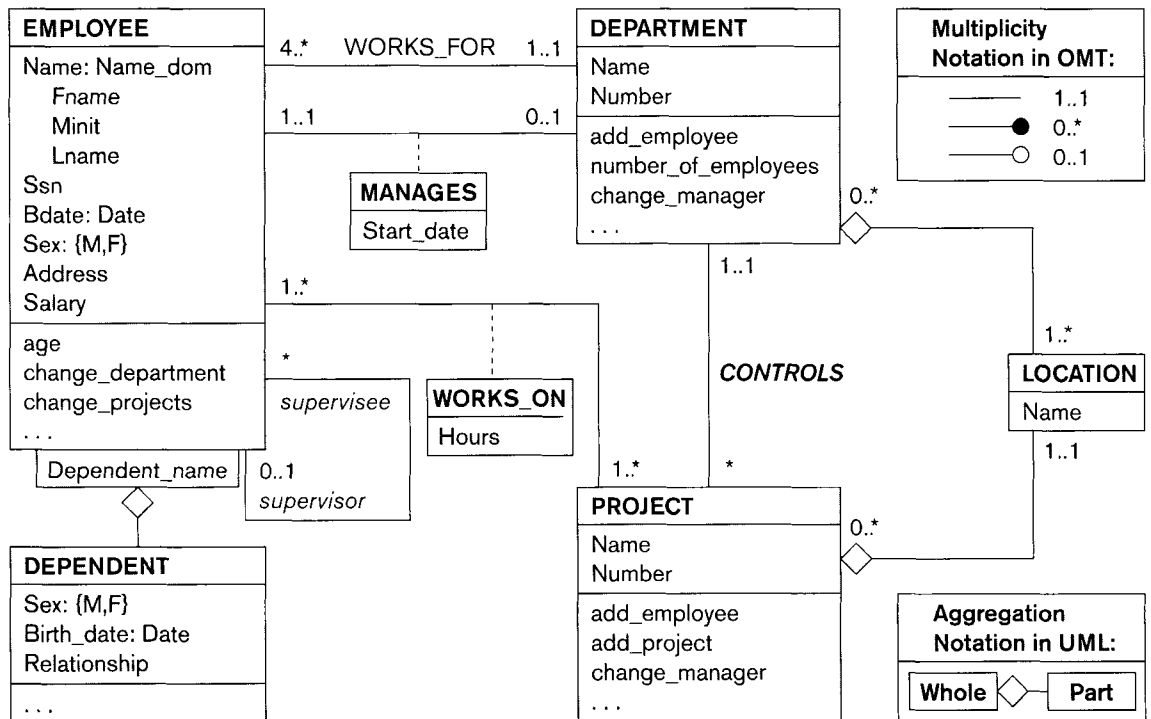 EMPLOYEE
Name: Name_dom
Fname
Minit
Lname
Ssn
Bdate: Date
Sex: {M,F}
Address
Salary
age
change_department
change_projects
. . .
Dependent_name
4..*
WORKS_FOR
1..1
1..1
0..1
MANAGES
Start_date
1..*
*
supervisee
0..1
supervisor
WORKS_ON
Hours
1..*
DEPARTMENT
Name
Number
add_employee
number_of_employees
change_manager
. . .
0..*
1..1
CONTROLS
*
1..*
LOCATION
Name
1..1
PROJECT
Name
Number
add_employee
add_project
change_manager
. . .
0..*
DEPENDENT
Sex: {M,F}
Birth_date: Date
Relationship
. . .
Multiplicity
Notation in OMT:
1..1
0..*
0..1
Aggregation
Notation in UML:
Whole
Part